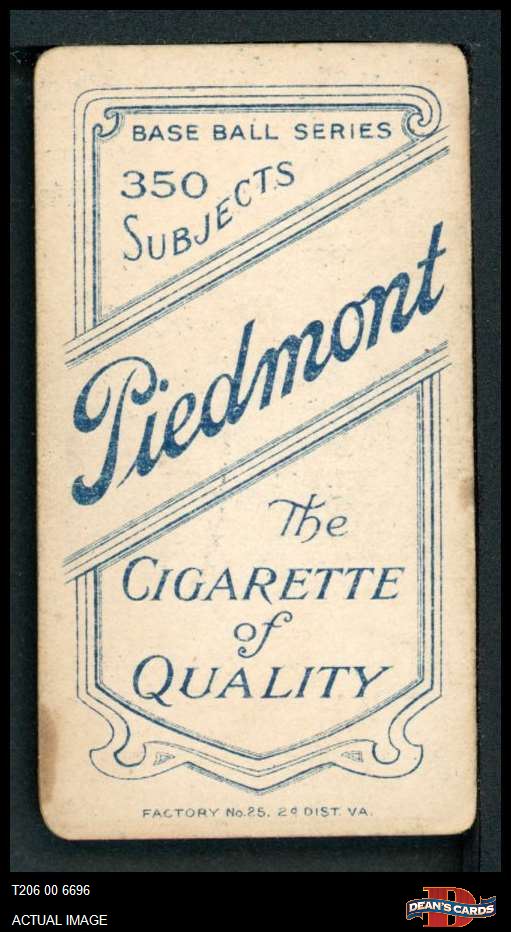 BASE BALL SERIES
350
SUBJECTS
Piedmont
The
CIGARETTE
of
QUALITY
FACTORY No. 25, 2d DIST. VA.
T206 00 6696
ACTUAL IMAGE
D
DEAN'S CARDS